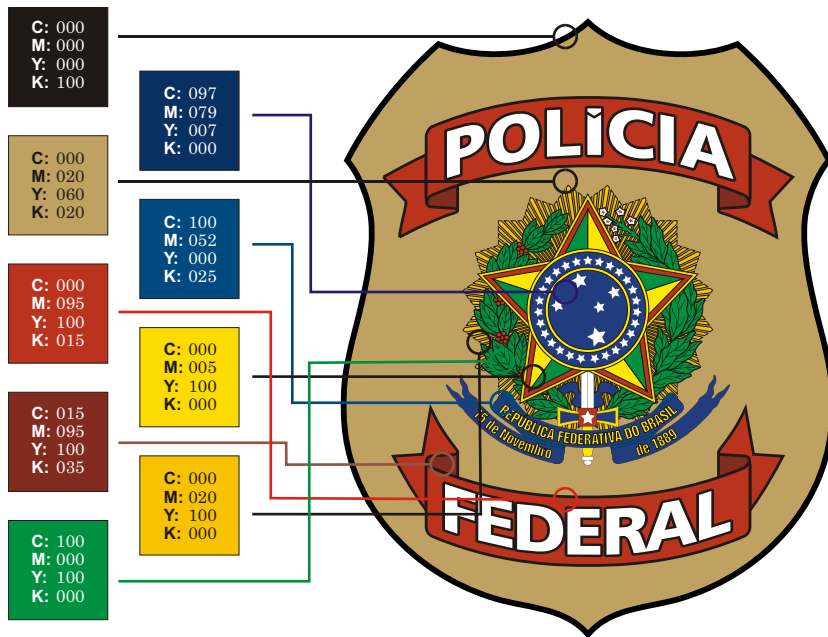 C: 000
M: 000
Y: 000
K: 100
C: 097
M: 079
Y: 007
K: 000
C: 000
M: 020
Y: 060
K: 020
C: 100
M: 052
Y: 000
K: 025
C: 000
M: 095
Y: 100
K: 015
C: 000
M: 005
Y: 100
K: 000
C: 015
M: 095
Y: 100
K: 035
C: 000
M: 020
Y: 100
K: 000
C: 100
M: 000
Y: 100
K: 000
POLÍCIA
REPÚBLICA FEDERATIVA DO BRASIL
15 de Novembro
de 1889
FEDERAL